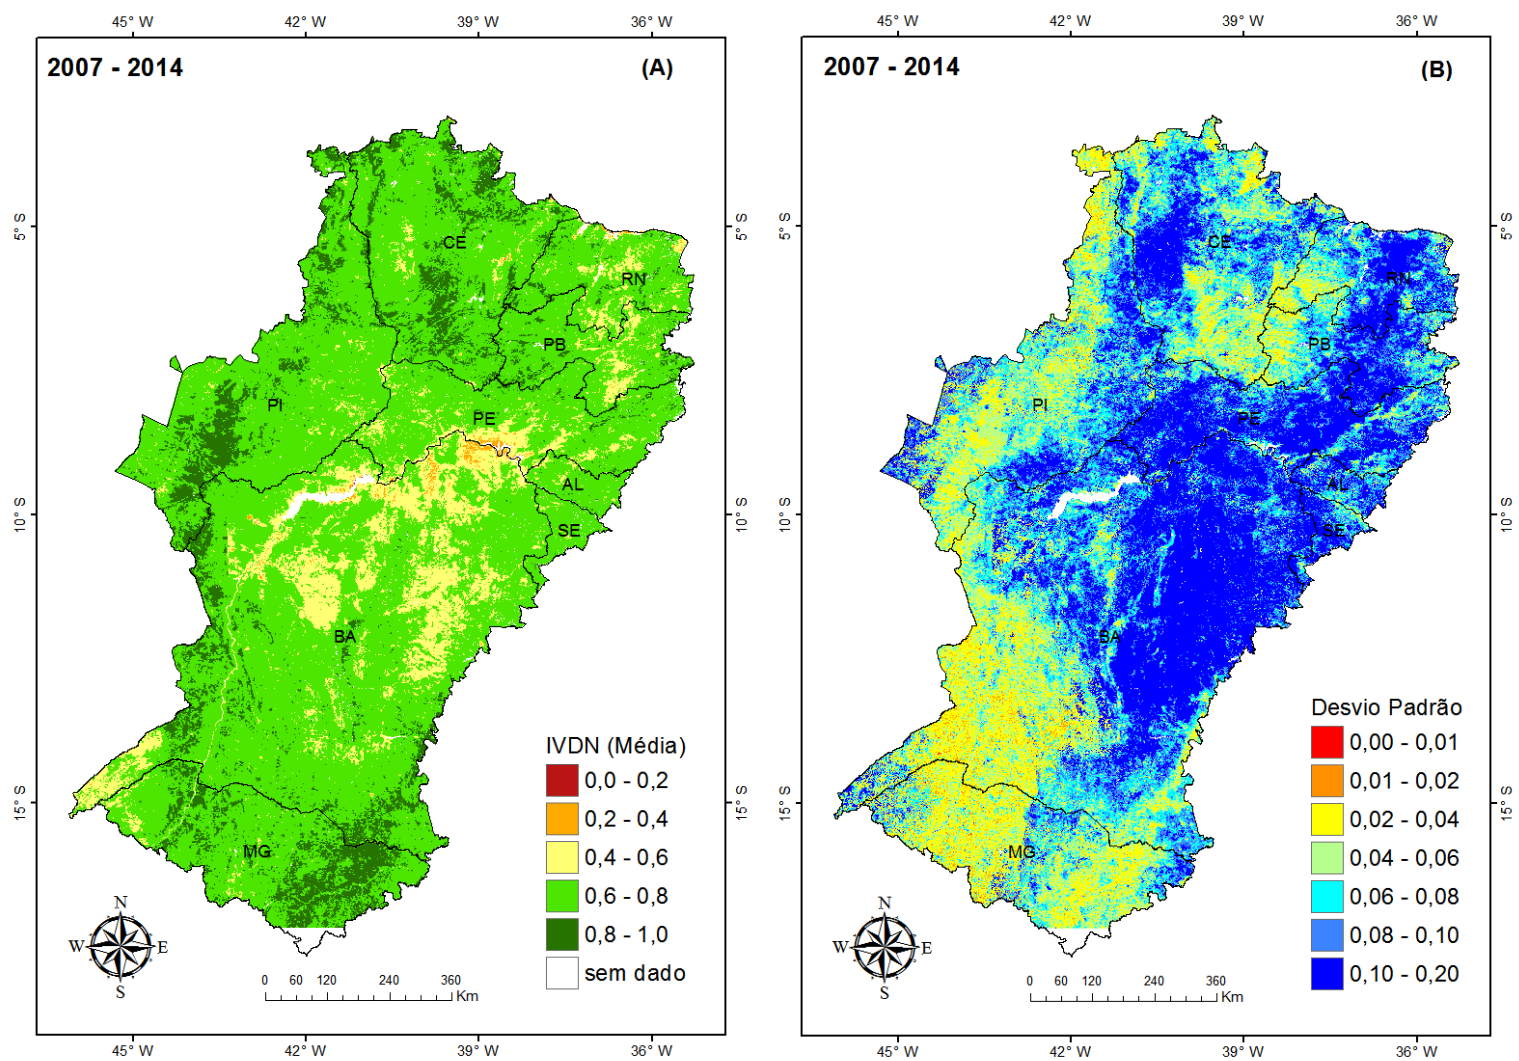 45° W 42° W 39° W 36° W
45° W 42° W 39° W 36° W
2007 - 2014 (A)
2007 - 2014 (B)
5° S
10° S
15° S
5° S
10° S
15° S
5° S
10° S
15° S
5° S
10° S
15° S
CE
RN
PB
PI
PE
AL
SE
BA
MG
IVDN (Média)
0,0 - 0,2
0,2 - 0,4
0,4 - 0,6
0,6 - 0,8
0,8 - 1,0
sem dado
N
W E
S
0 60 120 240 360
Km
45° W 42° W 39° W 36° W
CE
RN
PB
PI
PE
AL
SE
BA
MG
Desvio Padrão
0,00 - 0,01
0,01 - 0,02
0,02 - 0,04
0,04 - 0,06
0,06 - 0,08
0,08 - 0,10
0,10 - 0,20
N
W E
S
0 60 120 240 360
Km
45° W 42° W 39° W 36° W